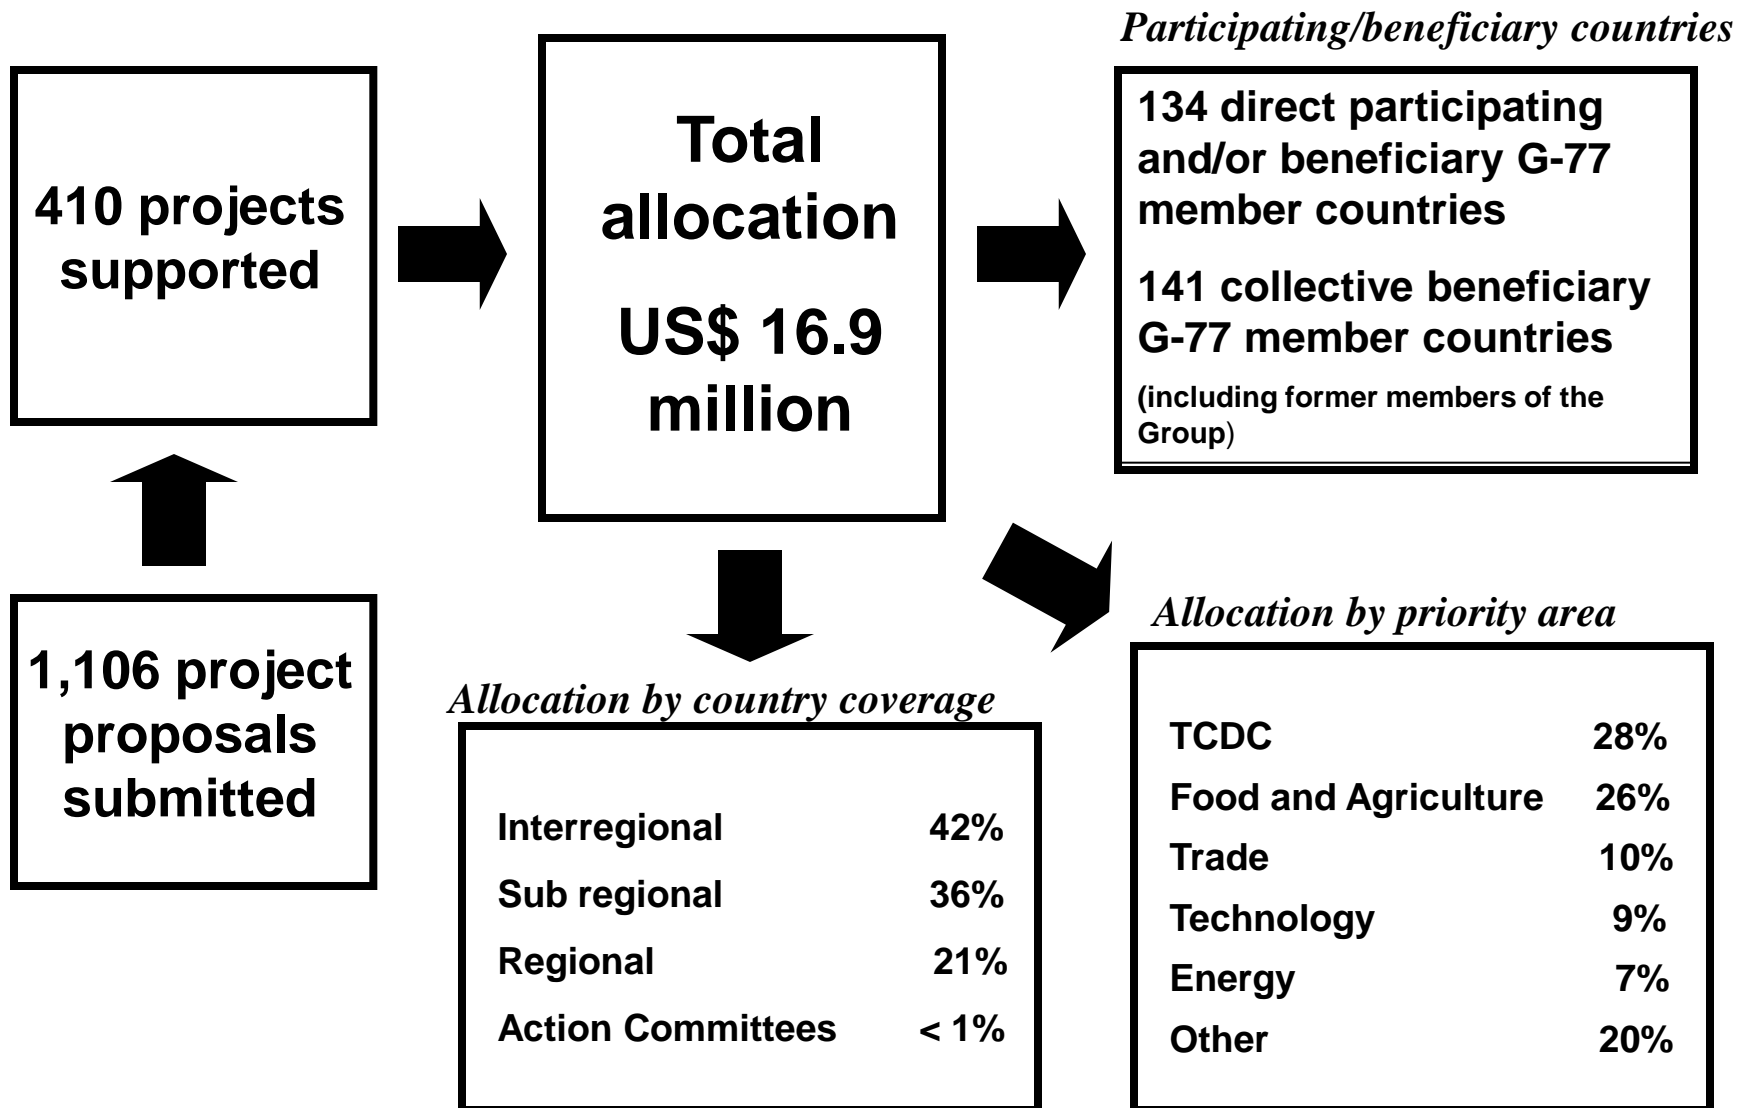 Participating/beneficiary countries
410 projects
supported
Total
allocation
US$ 16.9
million
134 direct participating
and/or beneficiary G-77
member countries
141 collective beneficiary
G-77 member countries
(including former members of the
Group)
1,106 project
proposals
submitted
Allocation by country coverage
Interregional 42%
Sub regional 36%
Regional 21%
Action Committees < 1%
Allocation by priority area
TCDC 28%
Food and Agriculture 26%
Trade 10%
Technology 9%
Energy 7%
Other 20%